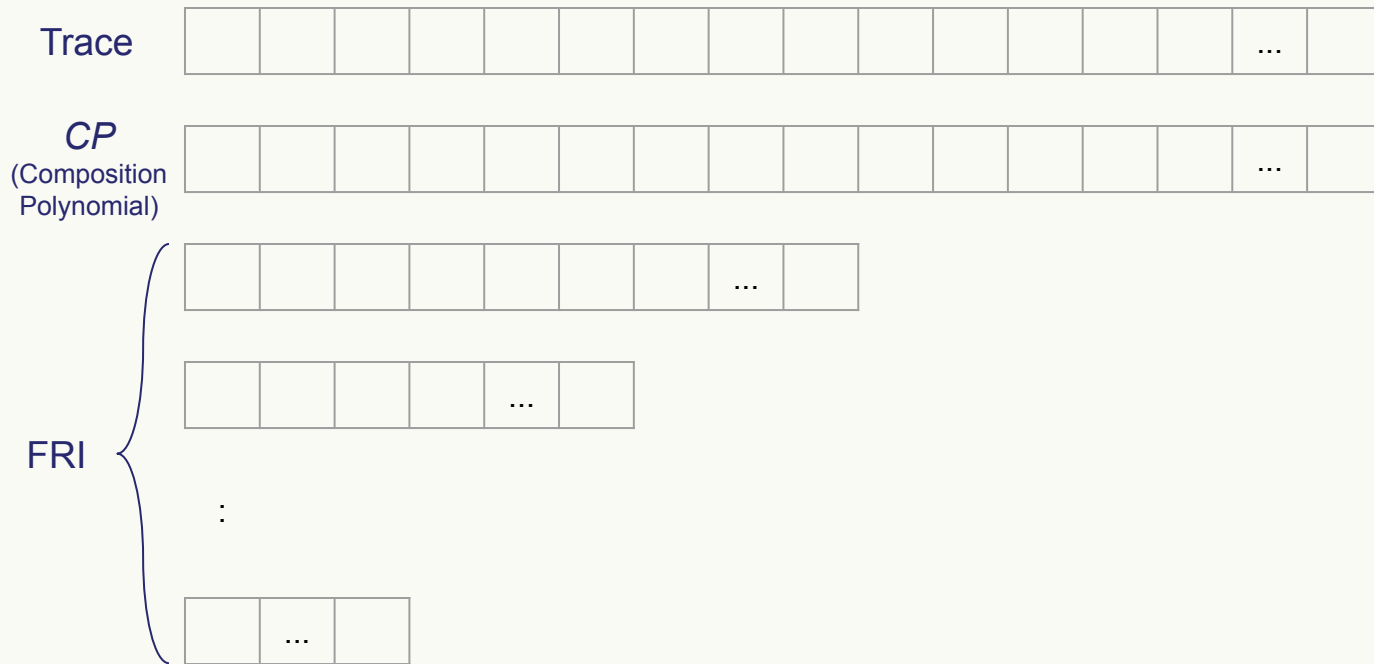 Trace
...
CP
(Composition
Polynomial)
...
...
...
FRI
:
...